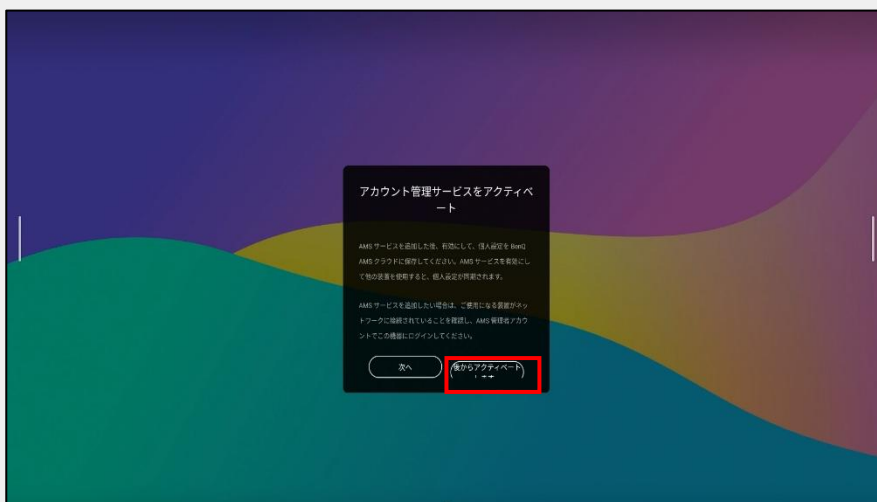 アカウント管理サービスをアクティベ
ート
AMS サービスを追加した後、有効にして、個人設定を BenQ
AMS クラウドに保存してください。AMS サービスを有効にし
て他の装置を使用すると、個人設定が同期されます。
AMS サービスを追加したい場合は、ご使用になる装置がネッ
トワークに接続されていることを確認し、AMS 管理者アカウ
ントでこの機能にログインしてください。
次へ
後からアクティベート
します